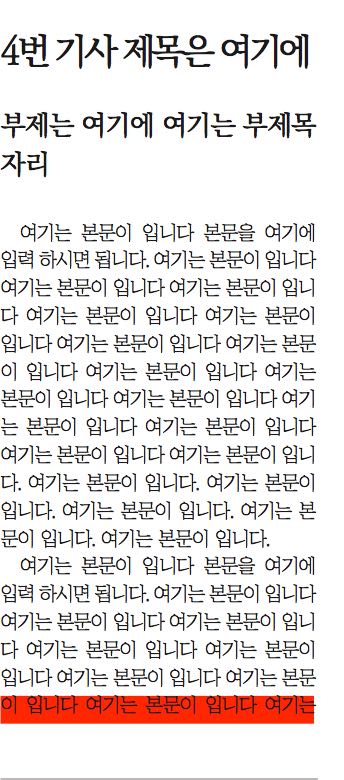 4번 기사 제목은 여기에
부제는 여기에 여기는 부제목
자리
여기는 본문이 입니다 본문을 여기에
입력 하시면 됩니다. 여기는 본문이 입니다
여기는 본문이 입니다 여기는 본문이 입니
다 여기는 본문이 입니다 여기는 본문이
입니다 여기는 본문이 입니다 여기는 본문
이 입니다 여기는 본문이 입니다 여기는
본문이 입니다 여기는 본문이 입니다 여기
는 본문이 입니다 여기는 본문이 입니다
여기는 본문이 입니다 여기는 본문이 입니
다. 여기는 본문이 입니다. 여기는 본문이
입니다. 여기는 본문이 입니다. 여기는 본
문이 입니다. 여기는 본문이 입니다.
여기는 본문이 입니다 본문을 여기에
입력 하시면 됩니다. 여기는 본문이 입니다
여기는 본문이 입니다 여기는 본문이 입니
다 여기는 본문이 입니다 여기는 본문이
입니다 여기는 본문이 입니다 여기는 본문
이 입니다 여기는 본문이 입니다 여기는